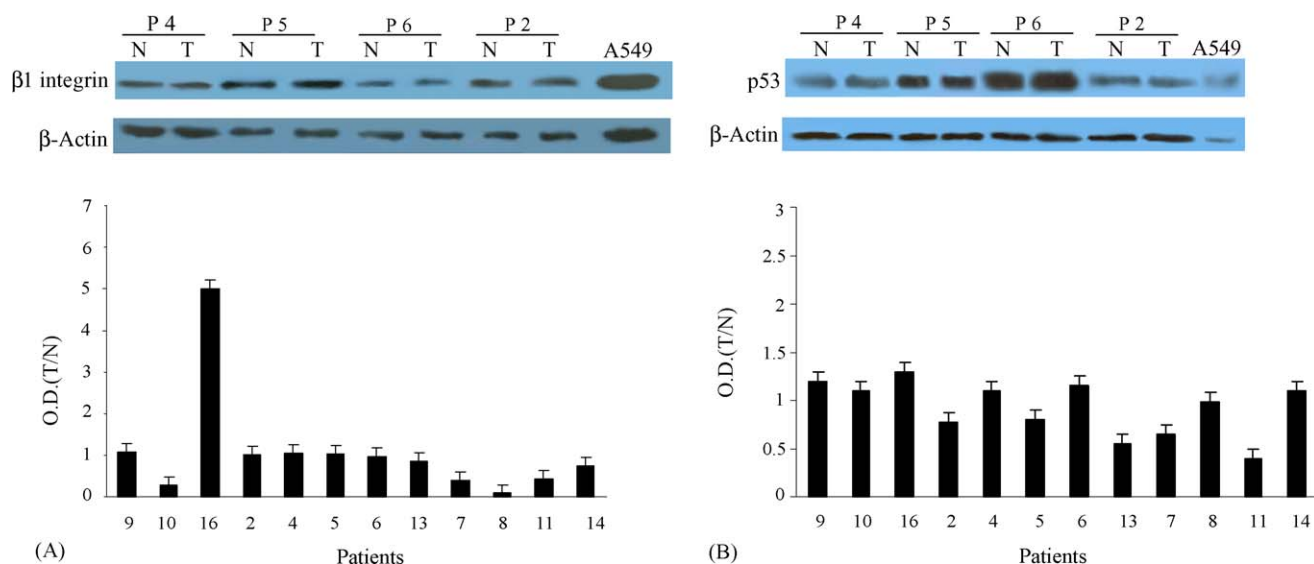 P 4 P 5 P 6 P 2
N T N T N T N T A549
β1 integrin
β-Actin
7
6
5
4
3
2
1
0
O.D.(T/N)
9 10 16 2 4 5 6 13 7 8 11 14
(A) Patients
P 4 P 5 P 6 P 2
N T N T N T N T A549
p53
β-Actin
3
2.5
2
1.5
1
0.5
0
O.D.(T/N)
9 10 16 2 4 5 6 13 7 8 11 14
(B) Patients